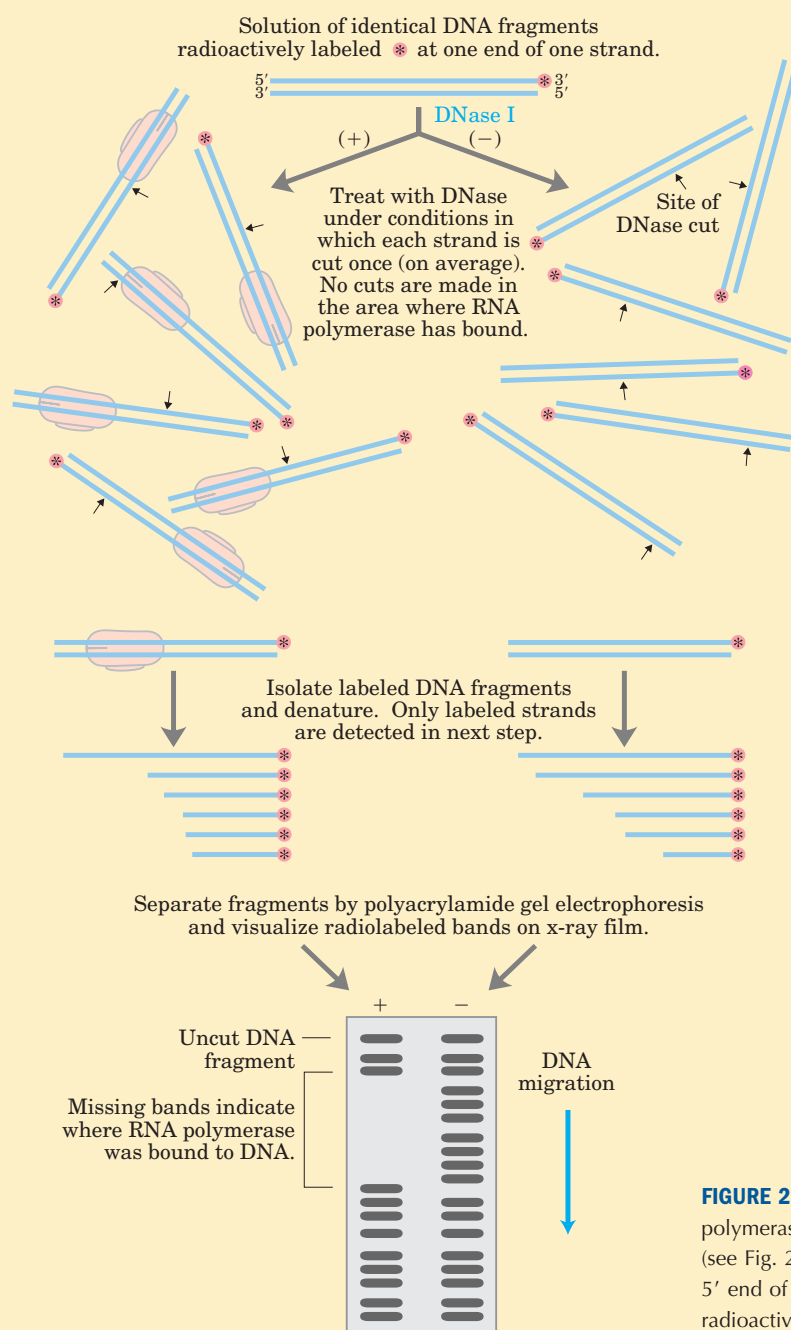 Solution of identical DNA fragments
radioactively labeled * at one end of one strand.
5′ * 3′
3′ 5′
DNase I
(+) (−)
Treat with DNase
under conditions in
which each strand is
cut once (on average).
No cuts are made in
the area where RNA
polymerase has bound.
Site of
DNase cut
Isolate labeled DNA fragments
and denature. Only labeled strands
are detected in next step.
Separate fragments by polyacrylamide gel electrophoresis
and visualize radiolabeled bands on x-ray film.
+ −
Uncut DNA
fragment
Missing bands indicate
where RNA polymerase
was bound to DNA.
DNA
migration
FIGURE 2
polymeras
(see Fig. 2
5′ end of
radioactiv